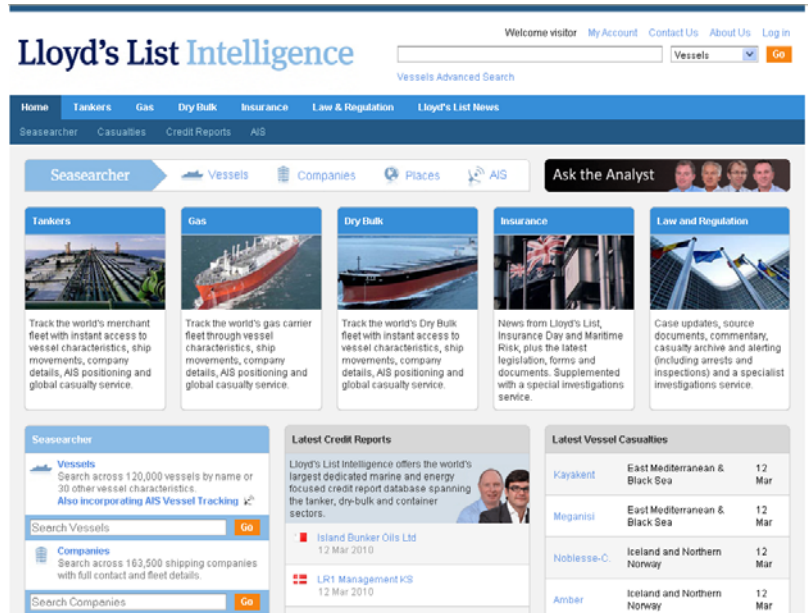 Welcome visitor My Account Contact Us About Us Log in
Lloyd's List Intelligence
Vessels Go
Vessels Advanced Search
Home Tankers Gas Dry Bulk Insurance Law & Regulation Lloyd's List News
Seasearcher Casualties Credit Reports AIS
Seasearcher Vessels Companies Places AIS
Ask the Analyst
Tankers
Track the world's merchant
fleet with instant access to
vessel characteristics, ship
movements, company
details, AIS positioning and
global casualty service.
Gas
Track the world's gas carrier
fleet through vessel
characteristics, ship
movements, company
details, AIS positioning and
global casualty service.
Dry Bulk
Track the world's Dry Bulk
fleet with instant access to
vessel characteristics, ship
movements, company
details, AIS positioning and
global casualty service.
Insurance
News from Lloyd's List,
Insurance Day and Maritime
Risk, plus the latest
legislation, forms and
documents. Supplemented
with a special investigations
service.
Law and Regulation
Case updates, source
documents, commentary,
casualty archive and alerting
(including arrests and
inspections) and a specialist
investigations service.
Seasearcher
Vessels
Search across 120,000 vessels by name or
30 other vessel characteristics.
Also incorporating AIS Vessel Tracking
Search Vessels Go
Companies
Search across 163,500 shipping companies
with full contact and fleet details.
Search Companies Go
Latest Credit Reports
Lloyd's List Intelligence offers the world's
largest dedicated marine and energy
focused credit report database spanning
the tanker, dry-bulk and container
sectors.
Island Bunker Oils Ltd
12 Mar 2010
LR1 Management KS
12 Mar 2010
Latest Vessel Casualties
Kayakent East Mediterranean & Black Sea 12 Mar
Meganisi East Mediterranean & Black Sea 12 Mar
Noblesse-C. Iceland and Northern Norway 12 Mar
Amber Iceland and Northern Norway 12 Mar